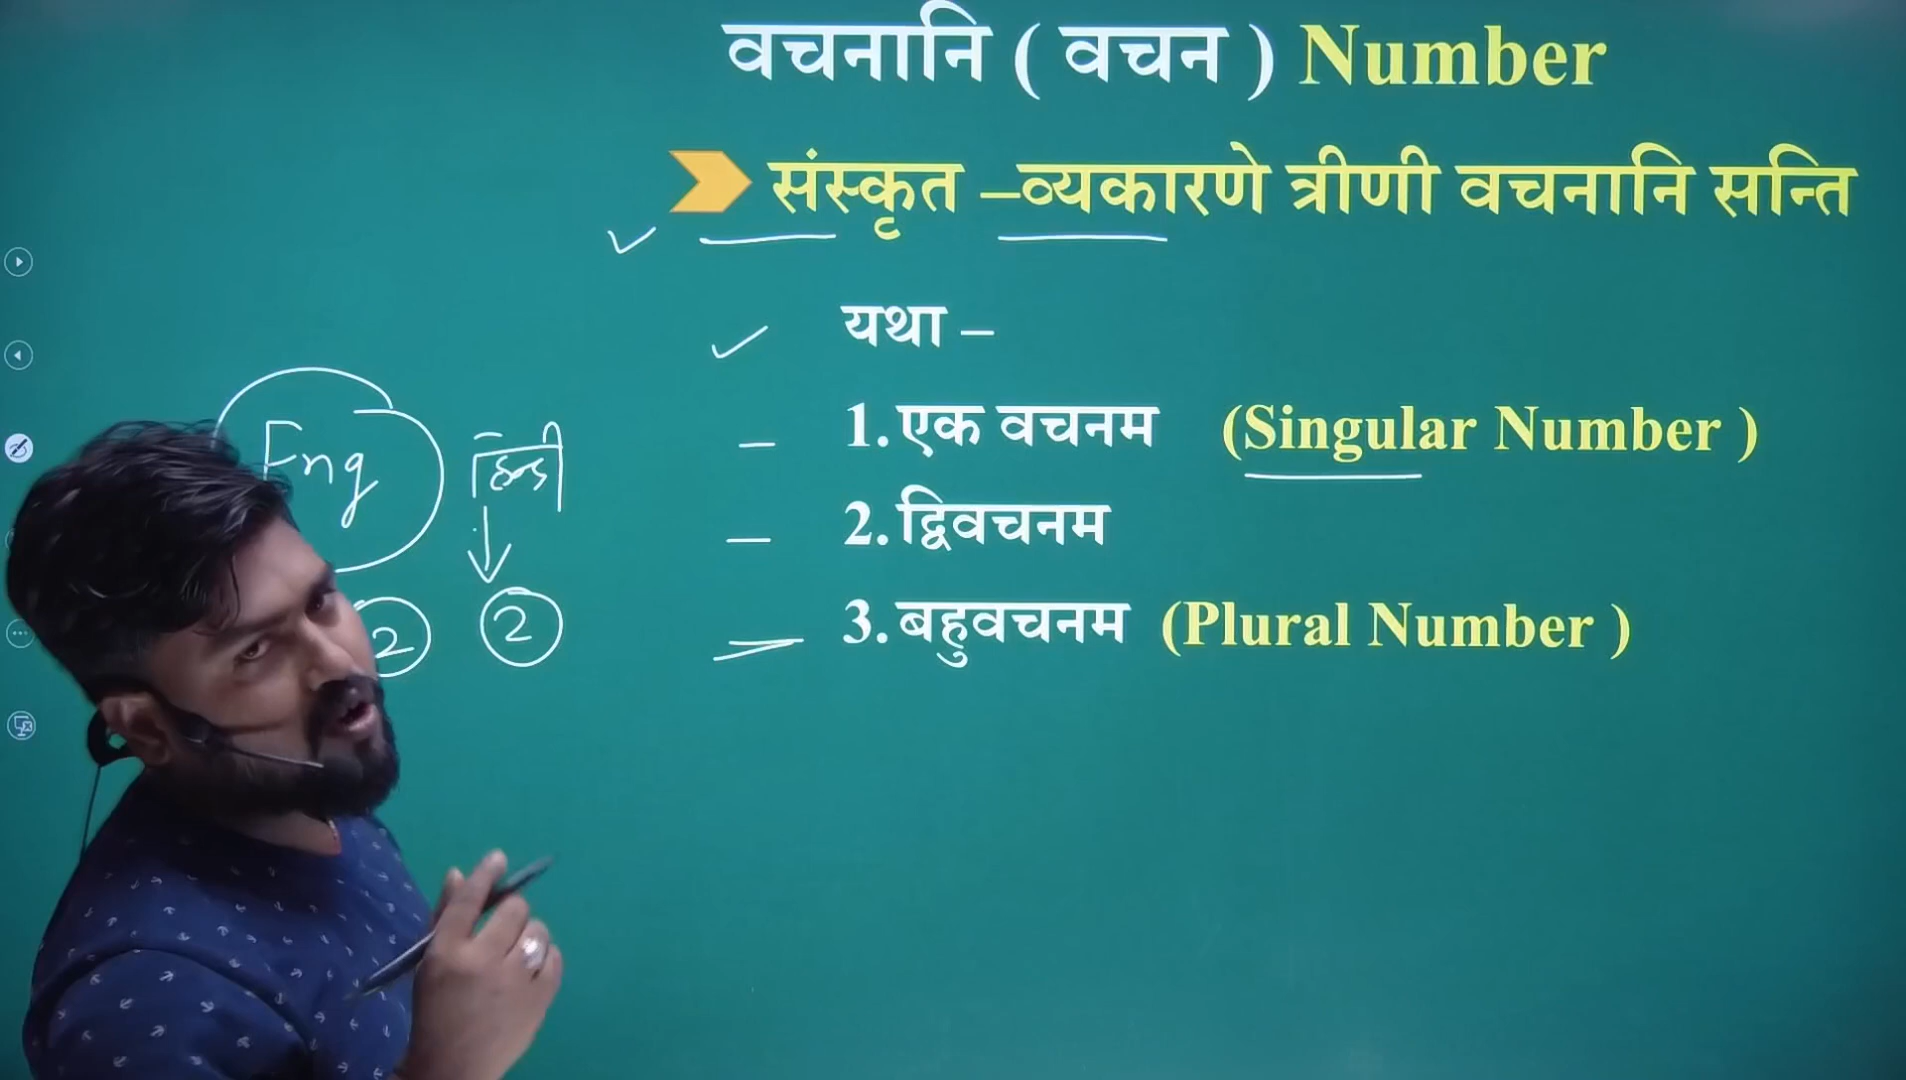 वचनानि ( वचन ) Number
संस्कृत –व्यकारणे त्रीणी वचनानि सन्ति
यथा –
1. एक वचनम (Singular Number )
2. द्विवचनम
3. बहुवचनम (Plural Number )
Eng हिन्दी
2 2